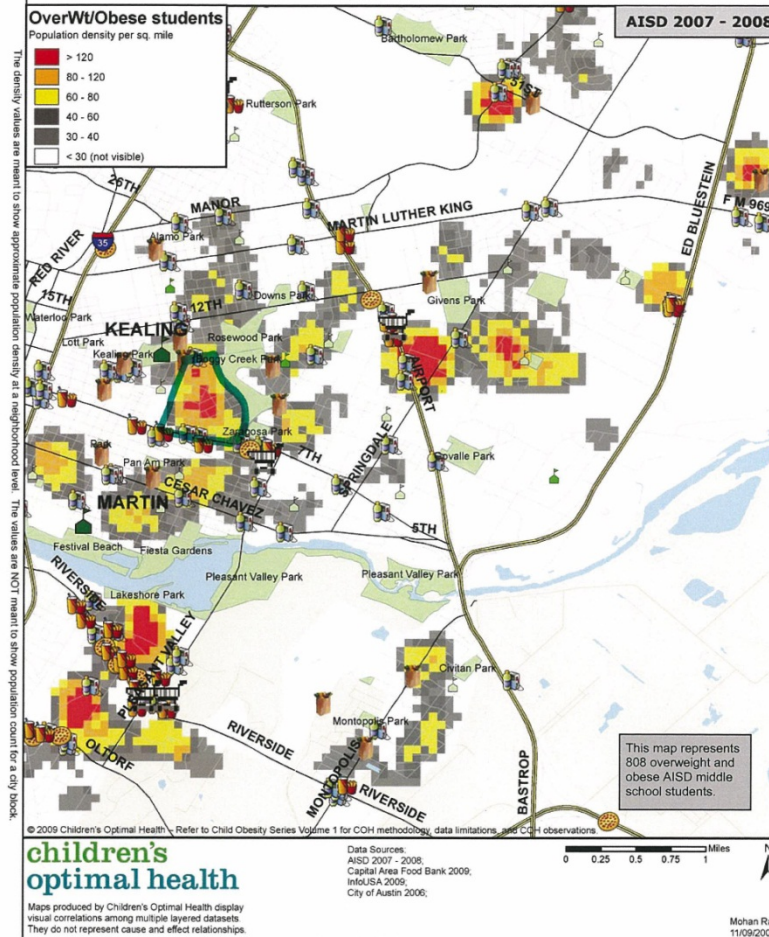 OverWt/Obese students
Population density per sq. mile
> 120
80 - 120
60 - 80
40 - 60
30 - 40
< 30 (not visible)
AISD 2007 - 2008
The density values are meant to show approximate population density at a neighborhood level. The values are NOT meant to show population count for a city block.
Bartholomew Park
51ST
Rutterson Park
26TH
MANOR
MARTIN LUTHER KING
ED BLUESTEIN
F M 969
Alamo Park
35
RED RIVER
15TH
12TH
Downs Park
Givens Park
Waterloo Park
Lott Park
KEALING
Rosewood Park
Kealing Park
Boggy Creek Park
AIRPORT
Zaragosa Park
7TH
SPRINGDALE
Govalle Park
Park
Pan Am Park
CESAR CHAVEZ
MARTIN
5TH
Festival Beach
Fiesta Gardens
Pleasant Valley Park
Pleasant Valley Park
RIVERSIDE
Lakeshore Park
PLEASANT VALLEY
Civitan Park
Montopolis Park
OLTORF
RIVERSIDE
MONTOPOLIS
RIVERSIDE
BASTROP
This map represents
808 overweight and
obese AISD middle
school students.
© 2009 Children's Optimal Health – Refer to Child Obesity Series Volume 1 for COH methodology, data limitations, and COH observations.
children's
optimal health
Maps produced by Children's Optimal Health display
visual correlations among multiple layered datasets.
They do not represent cause and effect relationships.
Data Sources:
AISD 2007 - 2008;
Capital Area Food Bank 2009;
InfoUSA 2009;
City of Austin 2006;
0 0.25 0.5 0.75 1 Miles
N
Mohan